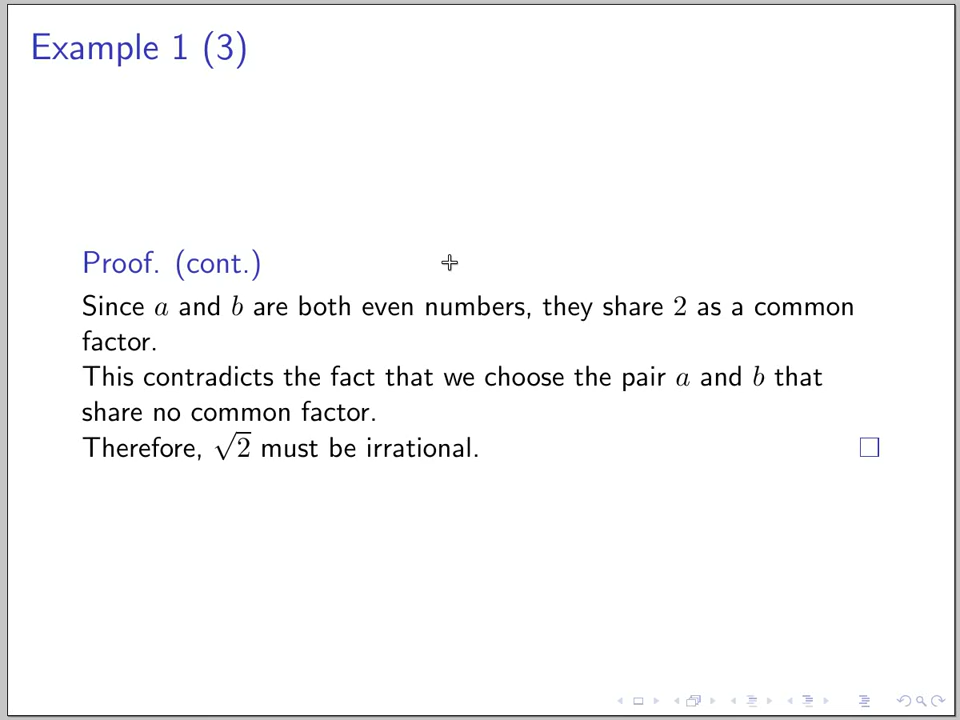 Example 1 (3)
Proof. (cont.)
Since a and b are both even numbers, they share 2 as a common
factor.
This contradicts the fact that we choose the pair a and b that
share no common factor.
Therefore, √2 must be irrational.